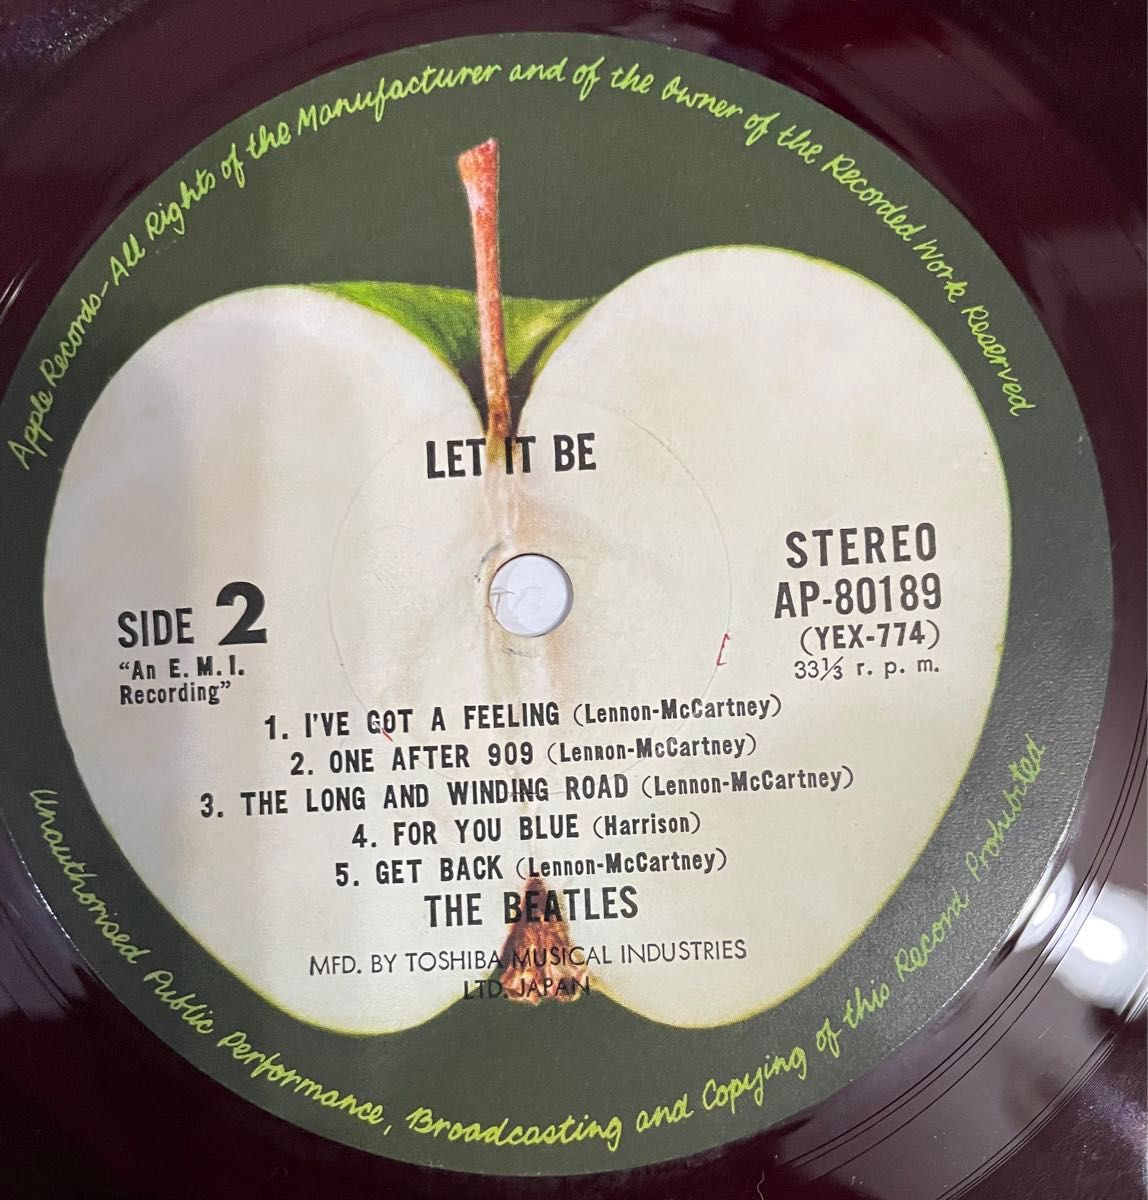 Apple Records-All Rights of the Manufacturer and of the Owner of the Recorded Work Reserved
LET IT BE
STEREO
AP-80189
(YEX-774)
33⅓ r. p. m.
SIDE 2
“An E. M. I.
Recording”
1. I'VE GOT A FEELING (Lennon-McCartney)
2. ONE AFTER 909 (Lennon-McCartney)
3. THE LONG AND WINDING ROAD (Lennon-McCartney)
4. FOR YOU BLUE (Harrison)
5. GET BACK (Lennon-McCartney)
THE BEATLES
MFD. BY TOSHIBA MUSICAL INDUSTRIES
LTD. JAPAN
Unauthorised Public Performance, Broadcasting and Copying of this Record Prohibited